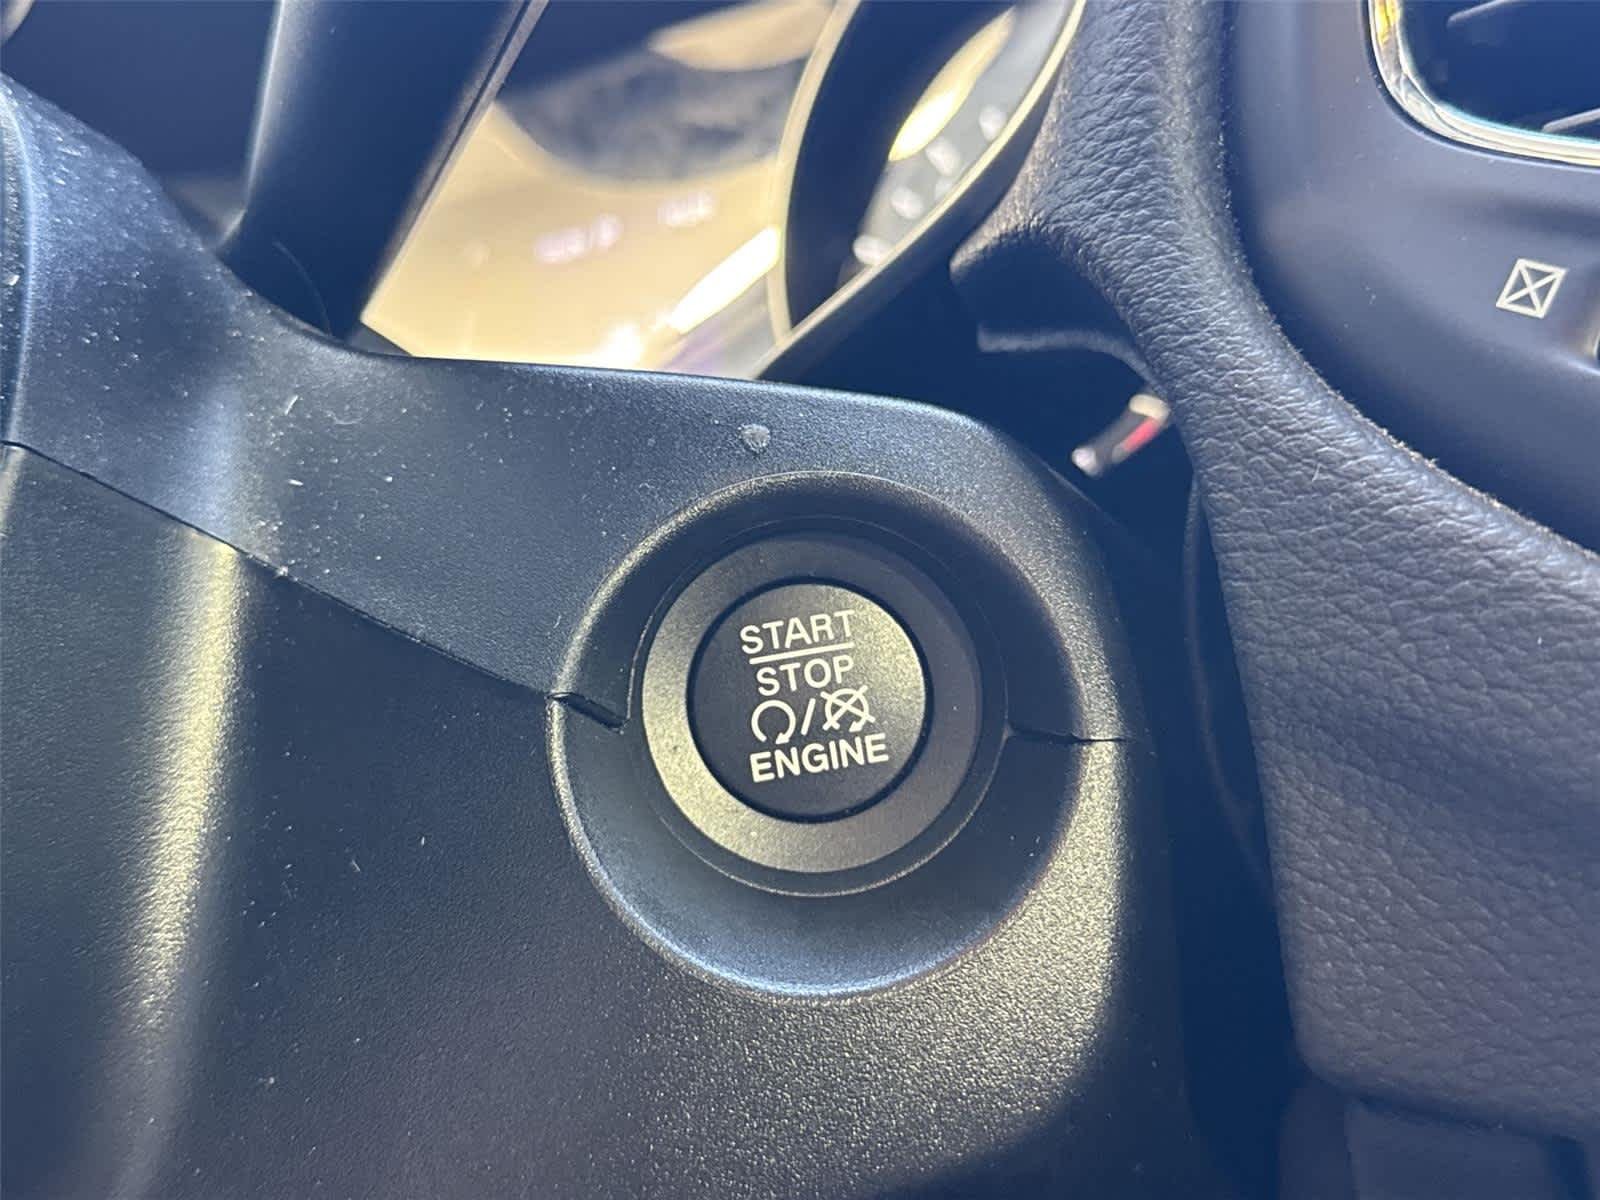 START
STOP
/
ENGINE